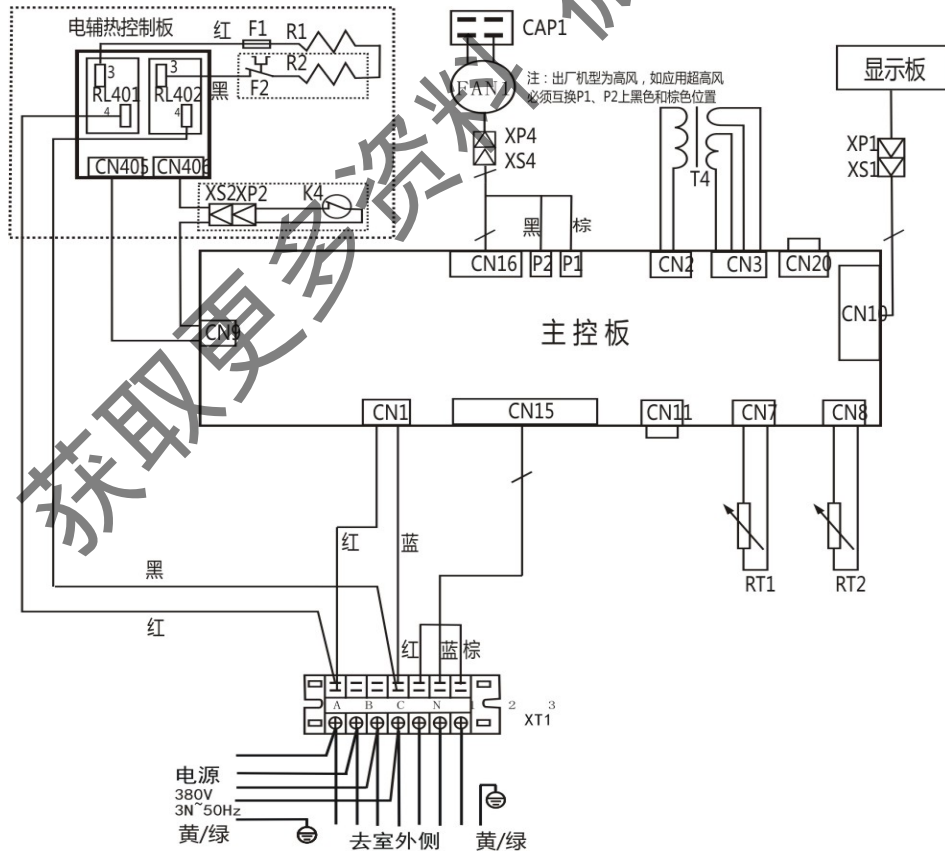 电辅热控制板
红
F1
R1
R2
F2
黑
3
RL401
4
3
RL402
4
CN405
CN406
XS2
XP2
K4
CAP1
FAN1
注：出厂机型为高风，如应用超高风
必须互换P1、P2上黑色和棕色位置
XP4
XS4
黑
棕
T4
显示板
XP1
XS1
CN16
P2
P1
CN2
CN3
CN20
CN10
CN9
主控板
CN1
CN15
CN11
CN7
CN8
RT1
RT2
红
蓝
黑
红
红
蓝
棕
A B C N 1 2 3
XT1
电源
380V
3N~50Hz
黄/绿
去室外侧
黄/绿
获取更多资料